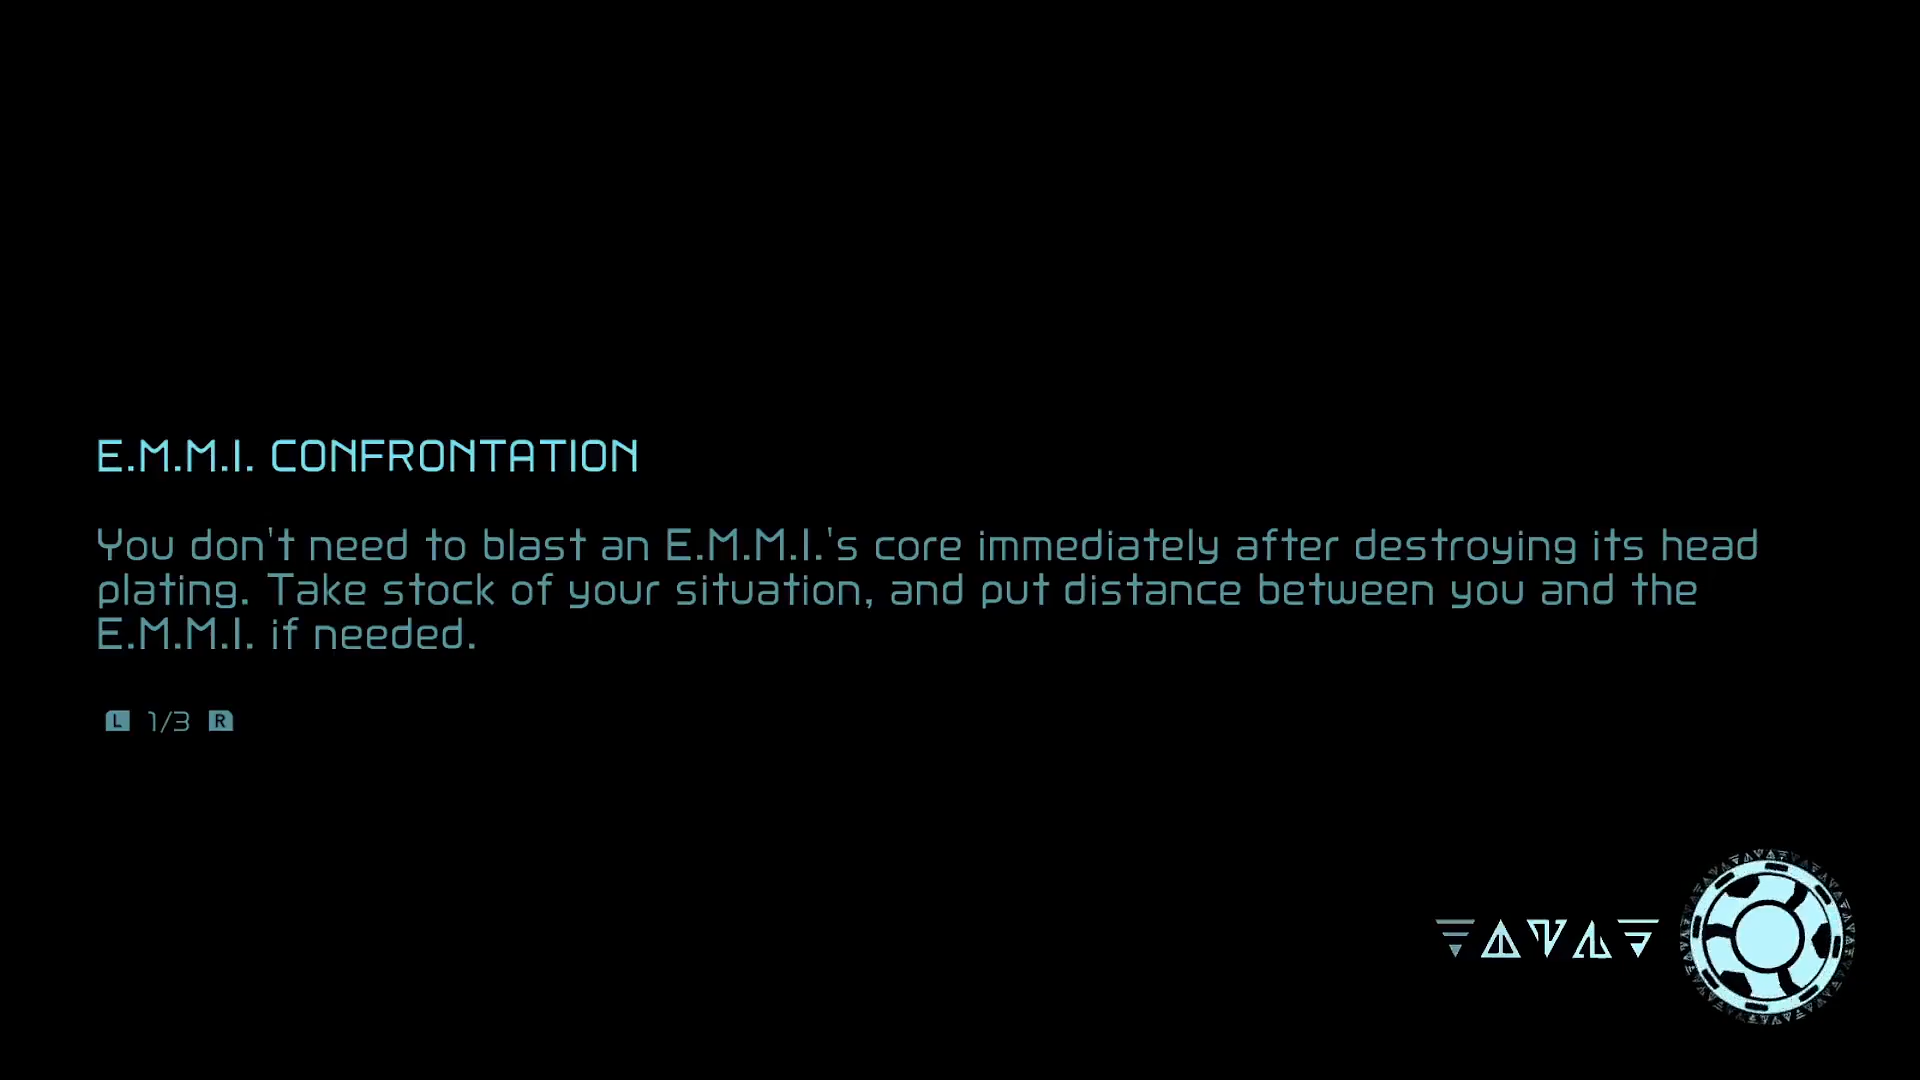 E.M.M.I. CONFRONTATION
You don't need to blast an E.M.M.I.'s core immediately after destroying its head
plating. Take stock of your situation, and put distance between you and the
E.M.M.I. if needed.
L 1/3 R